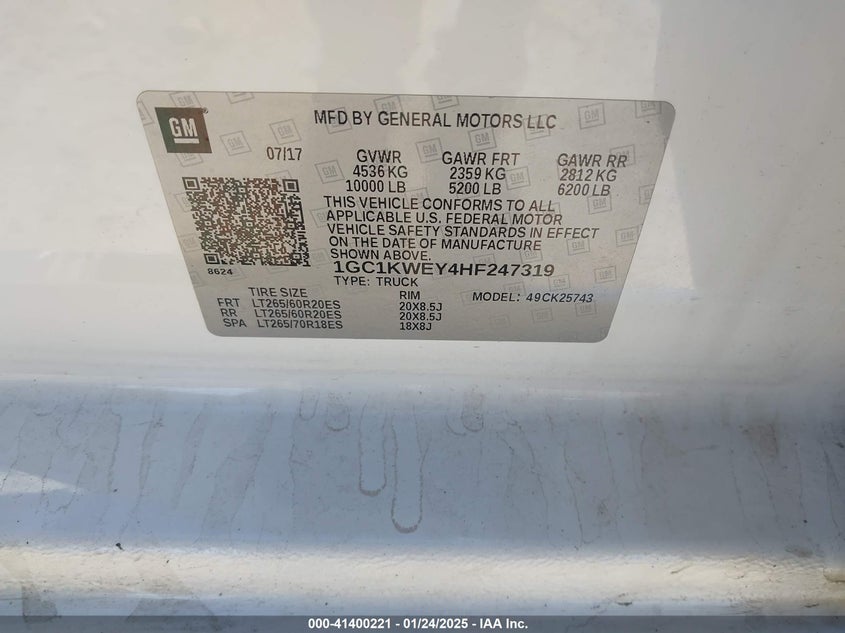 GM
MFD BY GENERAL MOTORS LLC
07/17 GVWR GAWR FRT GAWR RR
4536 KG 2359 KG 2812 KG
10000 LB 5200 LB 6200 LB
THIS VEHICLE CONFORMS TO ALL
APPLICABLE U.S. FEDERAL MOTOR
VEHICLE SAFETY STANDARDS IN EFFECT
ON THE DATE OF MANUFACTURE
SHOWN ABOVE.
8624
1GC1KWEY4HF247319
TYPE: TRUCK
TIRE SIZE RIM MODEL: 49CK25743
FRT LT265/60R20ES 20X8.5J
RR LT265/60R20ES 20X8.5J
SPA LT265/70R18ES 18X8J
000-41400221 - 01/24/2025 - IAA Inc.